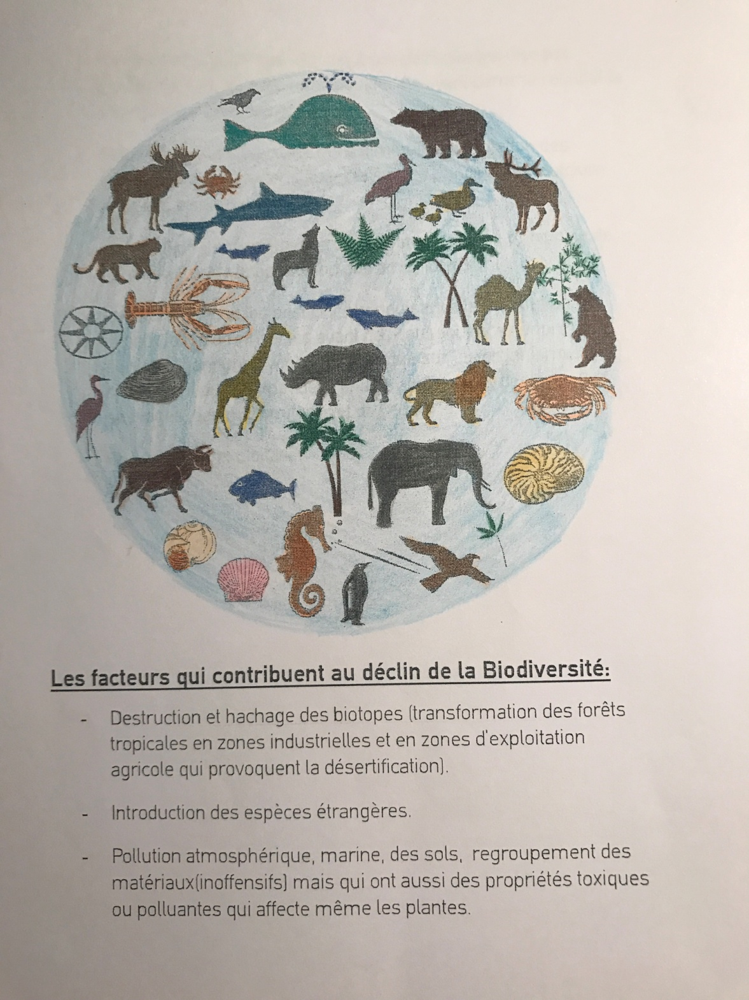 Les facteurs qui contribuent au déclin de la Biodiversité:
- Destruction et hachage des biotopes (transformation des forêts
tropicales en zones industrielles et en zones d'exploitation
agricole qui provoquent la désertification).
- Introduction des espèces étrangères.
- Pollution atmosphérique, marine, des sols, regroupement des
matériaux(inoffensifs) mais qui ont aussi des propriétés toxiques
ou polluantes qui affecte même les plantes.